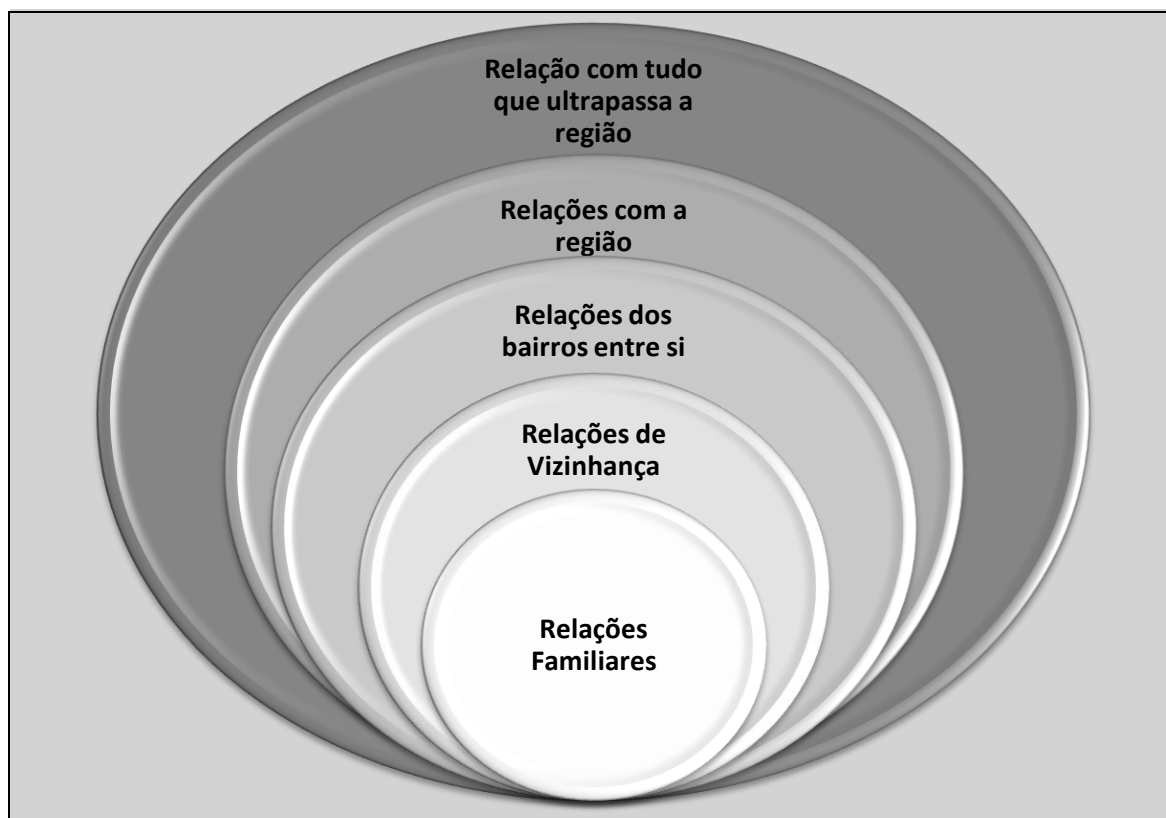 Relação com tudo
que ultrapassa a
região
Relações com a
região
Relações dos
bairros entre si
Relações de
Vizinhança
Relações
Familiares